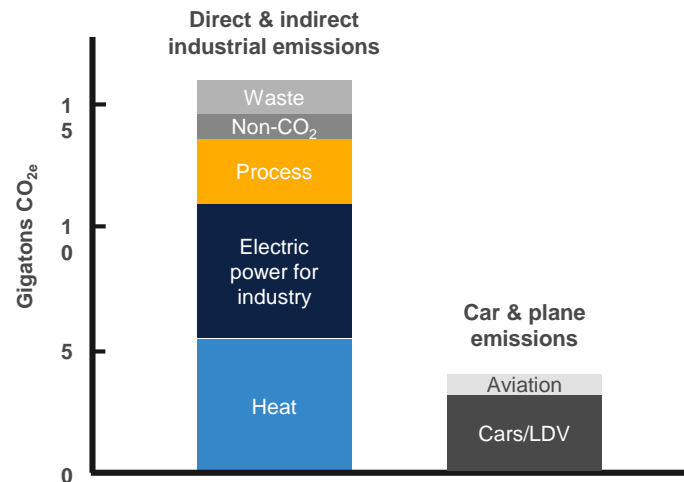 Direct & indirect
industrial emissions
Gigatons CO₂e
1
5
1
0
5
0
Waste
Non-CO₂
Process
Electric
power for
industry
Heat
Car & plane
emissions
Aviation
Cars/LDV